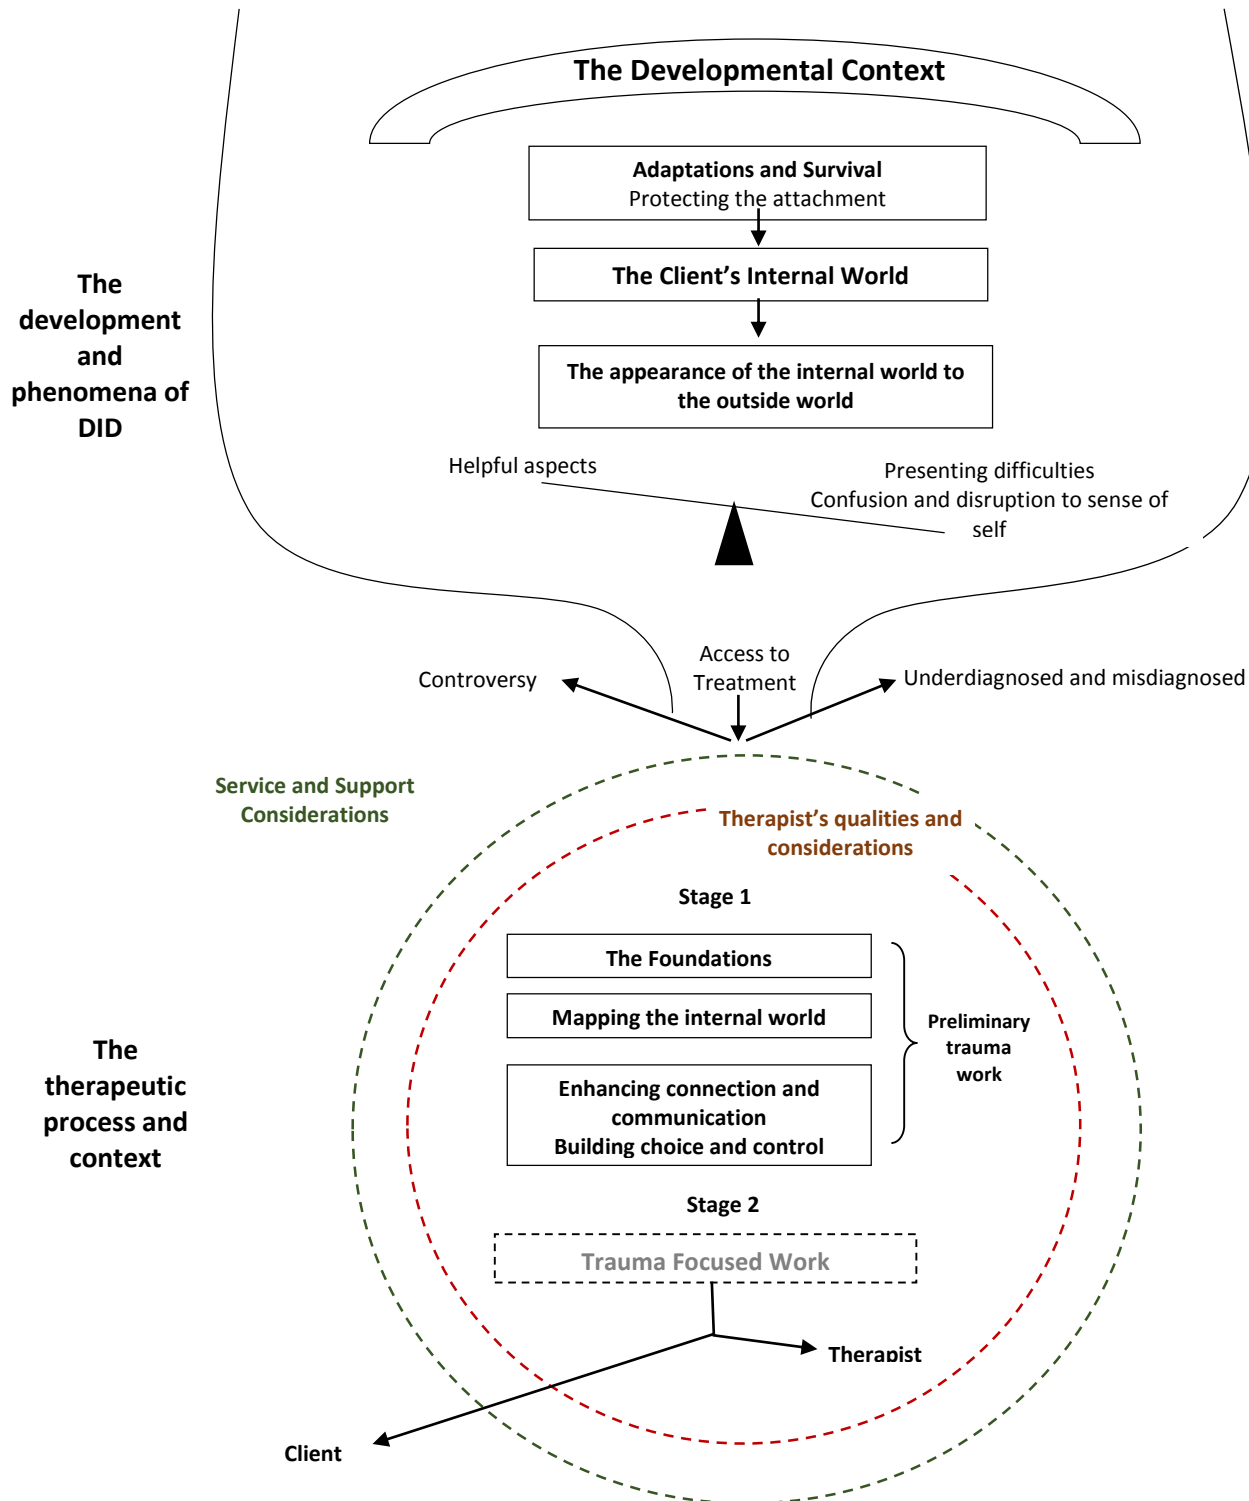 The Developmental Context
Adaptations and Survival
Protecting the attachment
The Client’s Internal World
The
development
and
phenomena of
DID
The appearance of the internal world to
the outside world
Helpful aspects
Presenting difficulties
Confusion and disruption to sense of
self
Access to
Treatment
Controversy
Underdiagnosed and misdiagnosed
Service and Support
Considerations
Therapist’s qualities and
considerations
Stage 1
The Foundations
Mapping the internal world
Enhancing connection and
communication
Building choice and control
Preliminary
trauma
work
The
therapeutic
process and
context
Stage 2
Trauma Focused Work
Therapist
Client